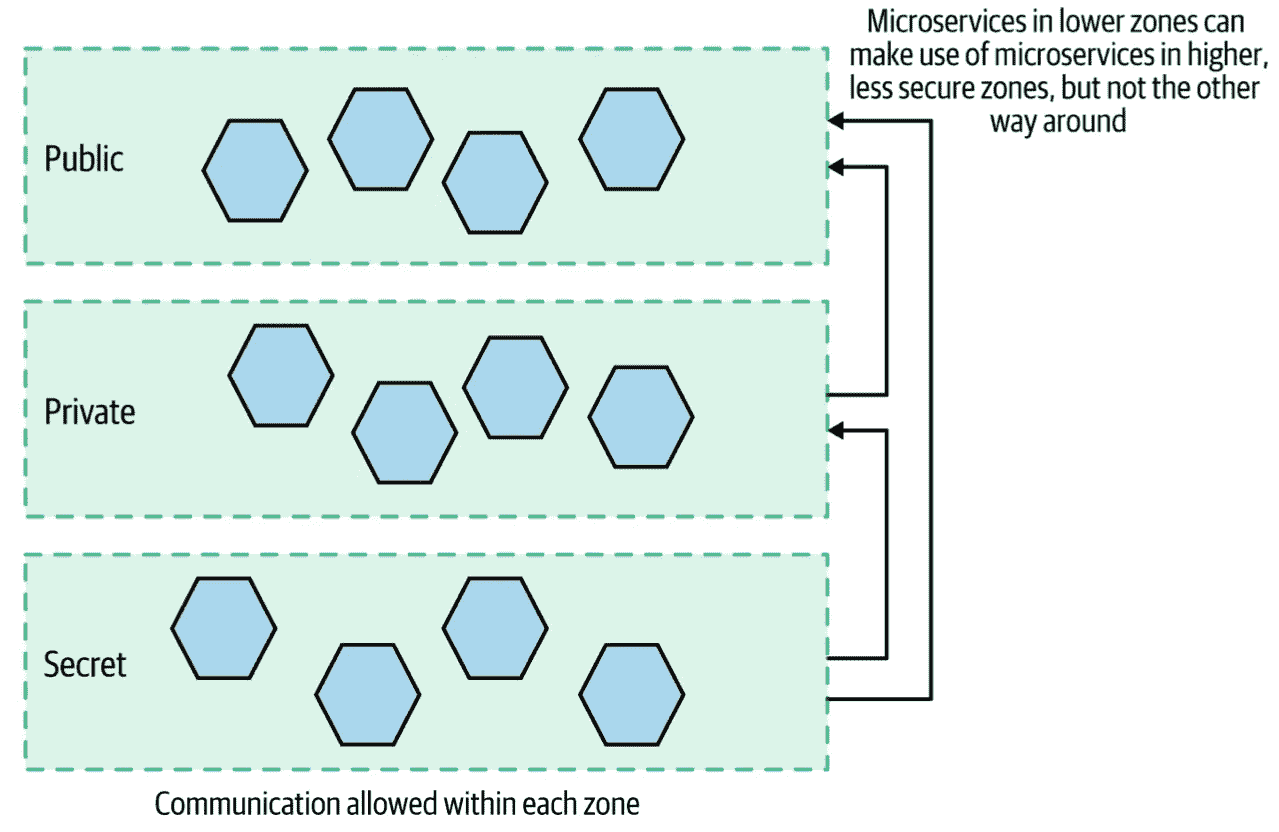 Microservices in lower zones can
make use of microservices in higher,
less secure zones, but not the other
way around
Public
Private
Secret
Communication allowed within each zone